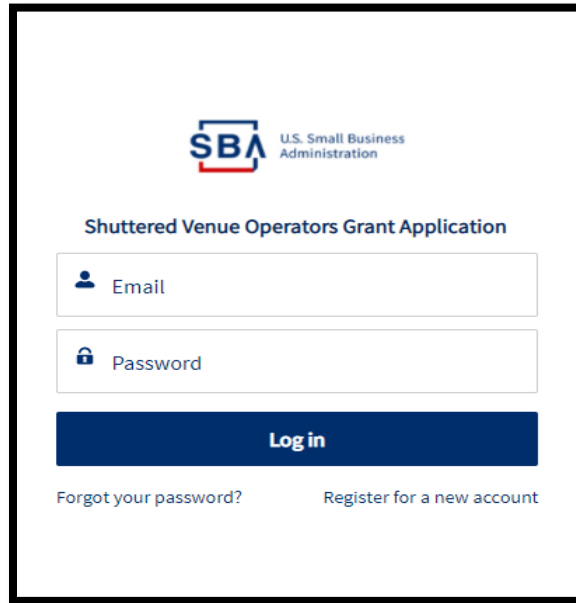 SBA U.S. Small Business
Administration
Shuttered Venue Operators Grant Application
Email
Password
Log in
Forgot your password? Register for a new account